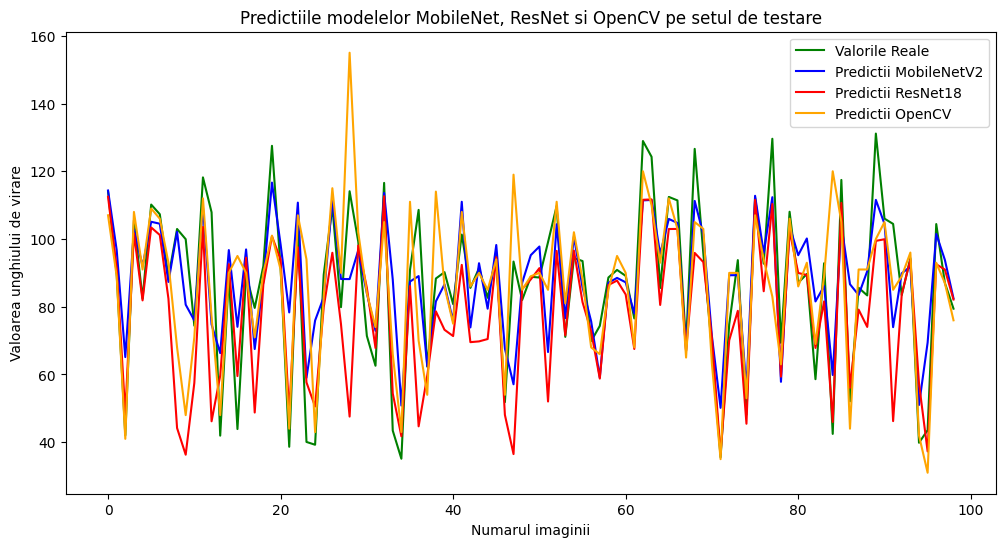 Predictiile modelelor MobileNet, ResNet si OpenCV pe setul de testare
Valoarea unghiului de virare
160
140
120
100
80
60
40
Valorile Reale
Predictii MobileNetV2
Predictii ResNet18
Predictii OpenCV
0
20
40
60
80
100
Numarul imaginii